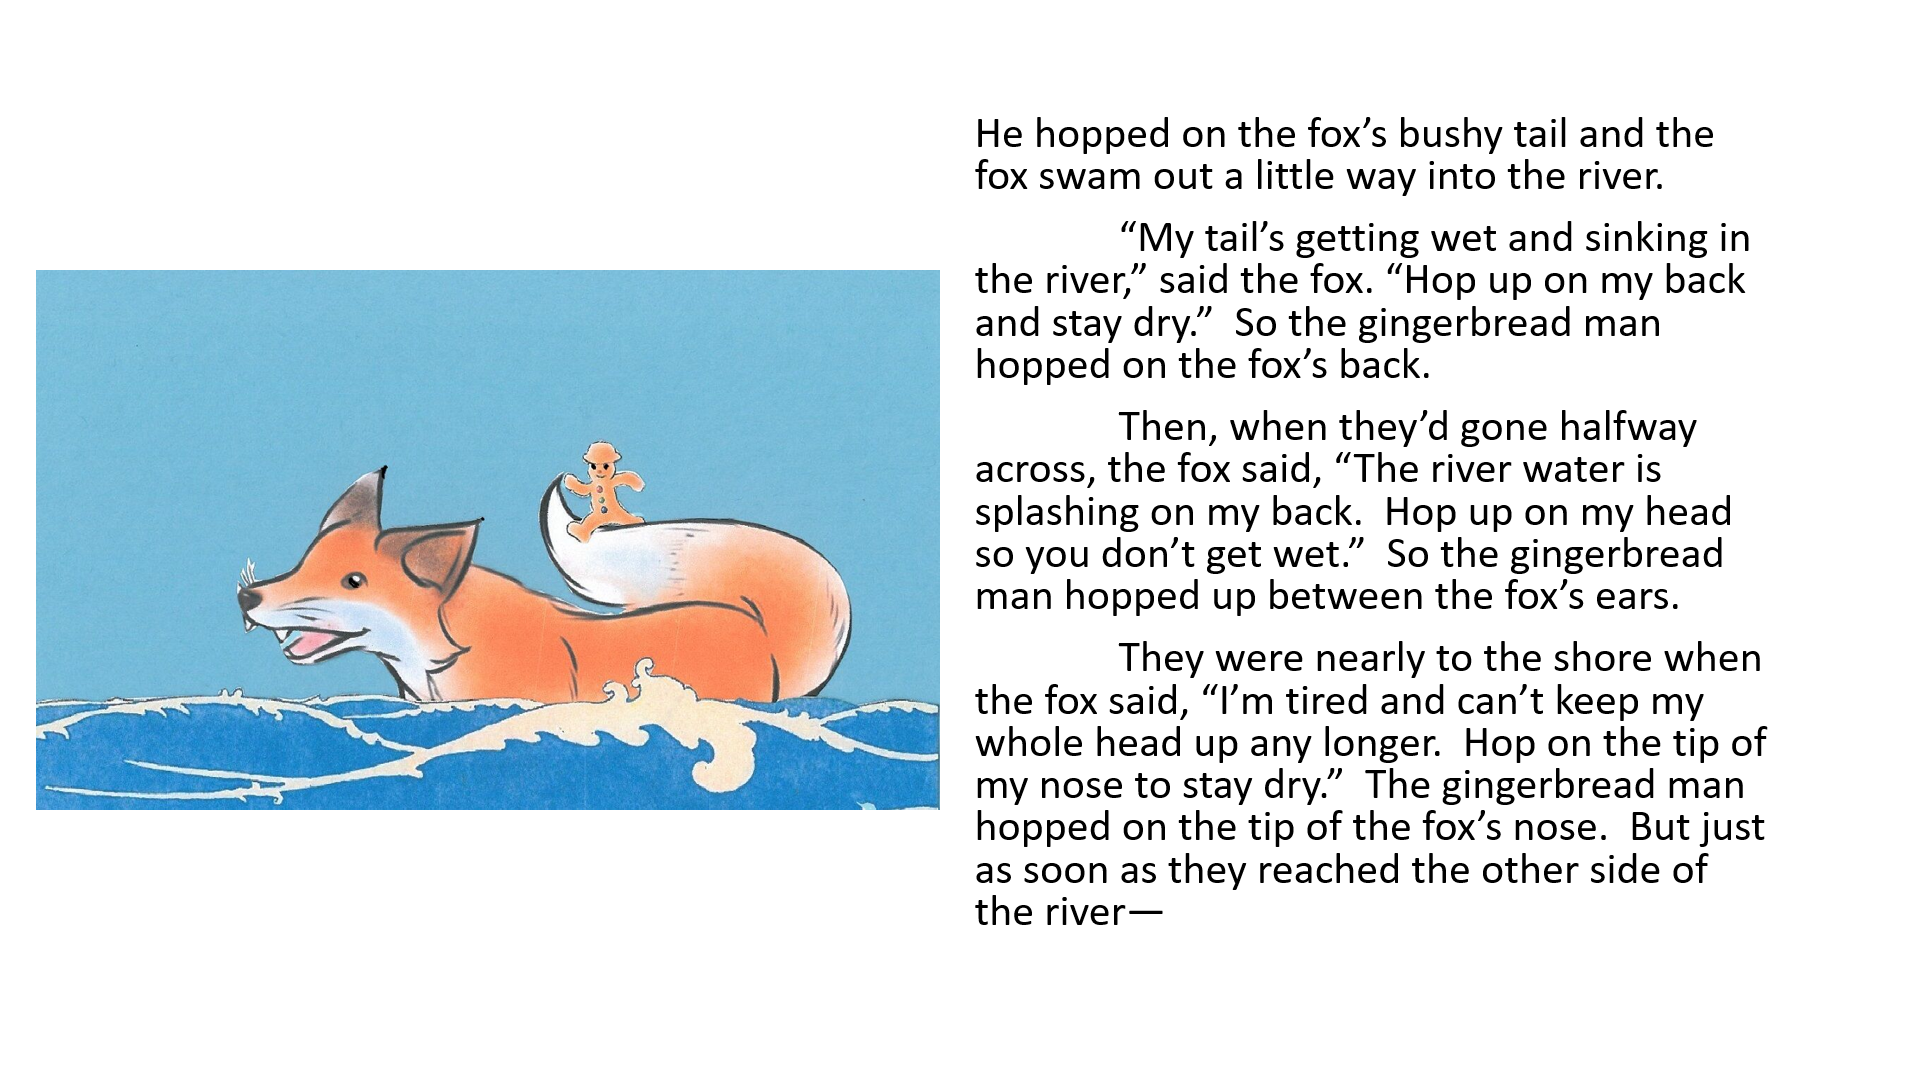 He hopped on the fox’s bushy tail and the
fox swam out a little way into the river.
“My tail’s getting wet and sinking in
the river,” said the fox. “Hop up on my back
and stay dry.”  So the gingerbread man
hopped on the fox’s back.
Then, when they’d gone halfway
across, the fox said, “The river water is
splashing on my back.  Hop up on my head
so you don’t get wet.”  So the gingerbread
man hopped up between the fox’s ears.
They were nearly to the shore when
the fox said, “I’m tired and can’t keep my
whole head up any longer.  Hop on the tip of
my nose to stay dry.”  The gingerbread man
hopped on the tip of the fox’s nose.  But just
as soon as they reached the other side of
the river—